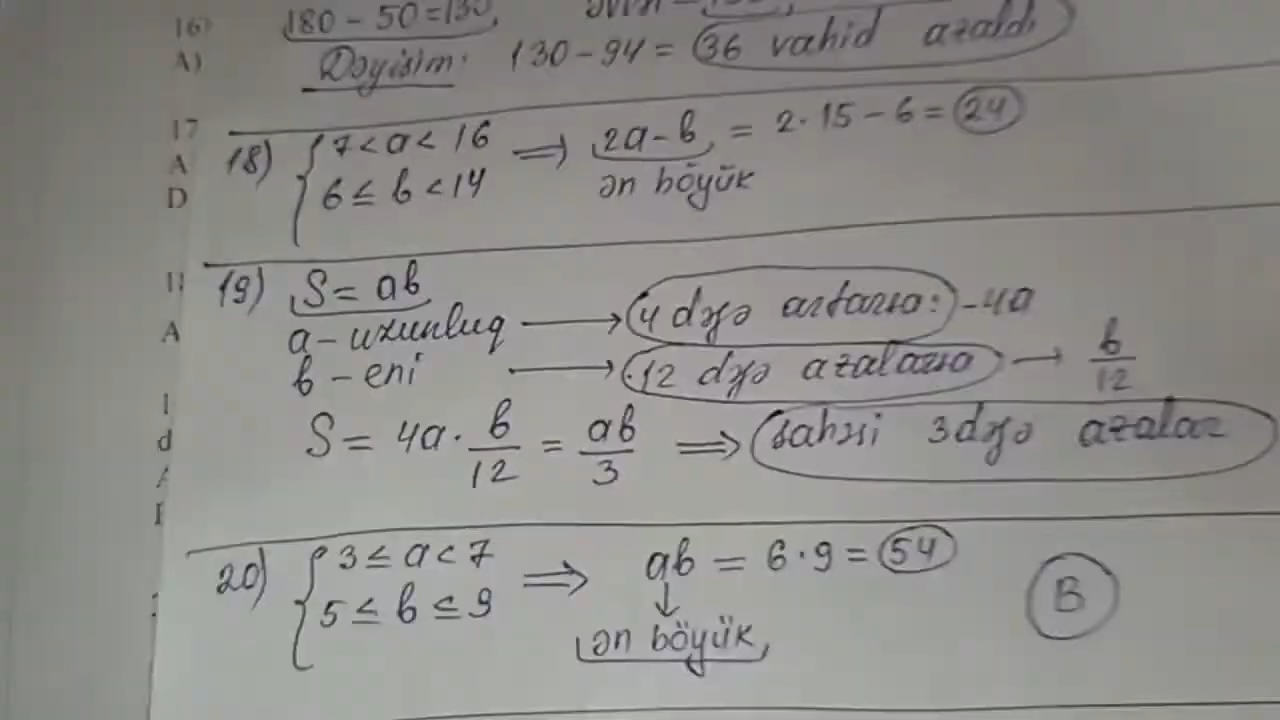 16) 180 - 50 = 130,
A) Dəyişim: 130 - 94 = 36 vahid azaldı
17
A
D
18) { 7 < a < 16 ⟹ 2a - b = 2·15 - 6 = 24
6 ≤ b < 14 ən böyük
19) S = ab
A
a - uzunluq → 4 dəfə artarsa: - 4a
b - eni → 12 dəfə azalarsa → b/12
S = 4a · b/12 = ab/3 ⟹ sahəsi 3 dəfə azalar
d
20) { 3 ≤ a < 7 ⟹ ab = 6·9 = 54 B
5 ≤ b ≤ 9
ən böyük